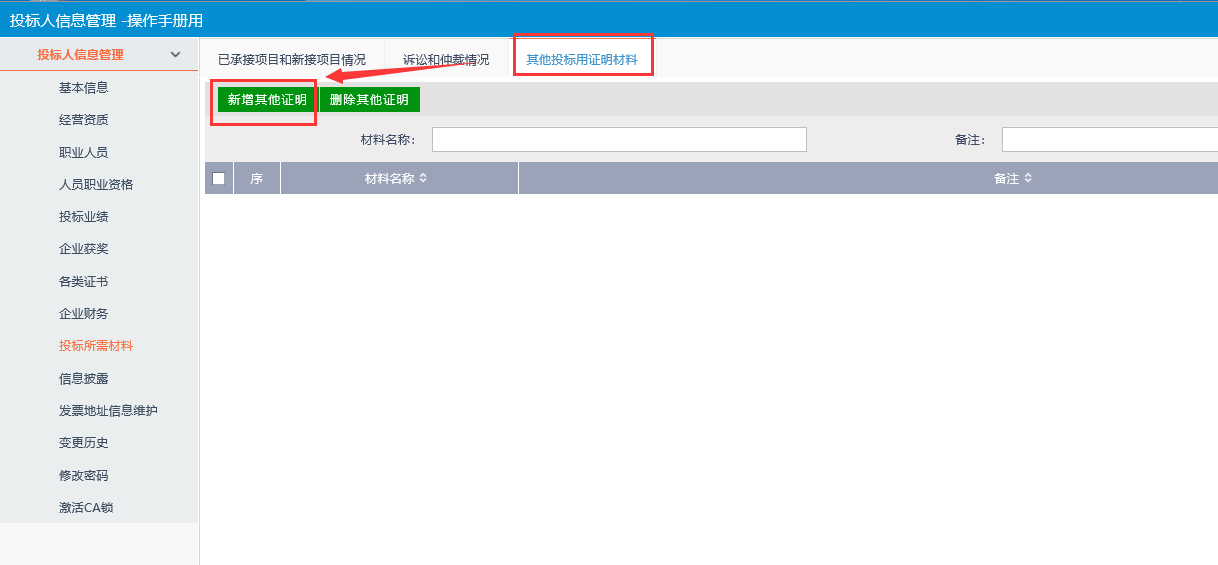 投标人信息管理 -操作手册用
投标人信息管理
基本信息
经营资质
职业人员
人员职业资格
投标业绩
企业获奖
各类证书
企业财务
投标所需材料
信息披露
发票地址信息维护
变更历史
修改密码
激活CA锁
已承接项目和新接项目情况 诉讼和仲裁情况 其他投标用证明材料
新增其他证明 删除其他证明
材料名称: 备注:
序 材料名称 备注